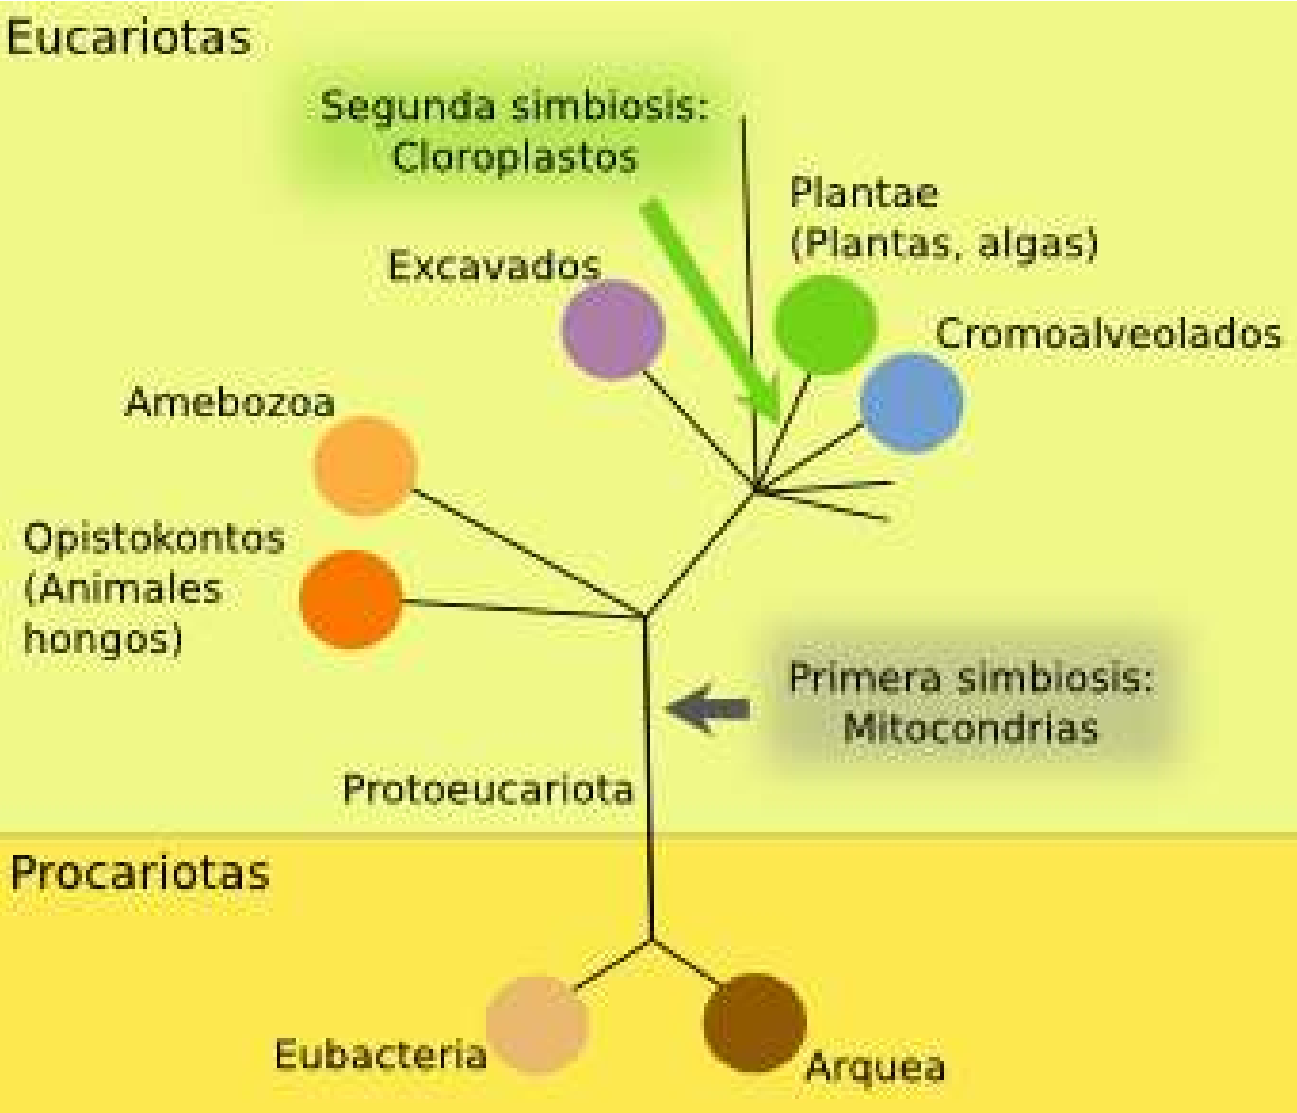 Eucariotas
Segunda simbiosis:
Cloroplastos
Plantae
(Plantas, algas)
Excavados
Cromoalveolados
Amebozoa
Opistokontos
(Animales
hongos)
Primera simbiosis:
Mitocondrias
Protoeucariota
Procariotas
Eubacteria
Arquea